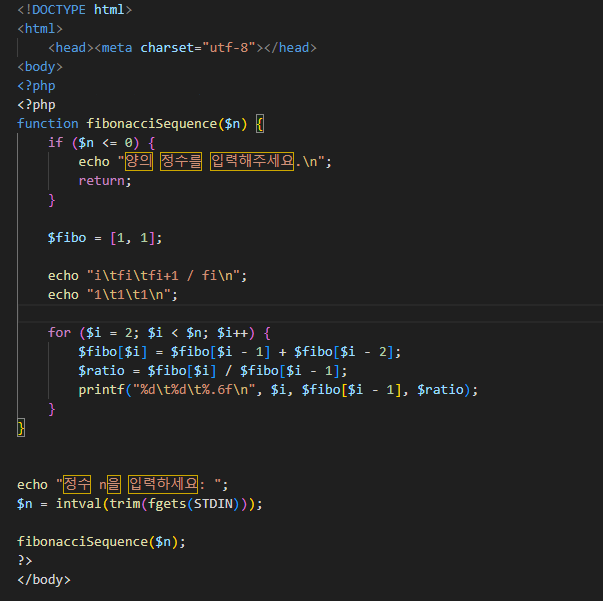 <!DOCTYPE html>
<html>
    <head><meta charset="utf-8"></head>
<body>
<?php
<?php
function fibonacciSequence($n) {
    if ($n <= 0) {
        echo "양의 정수를 입력해주세요.\n";
        return;
    }
    $fibo = [1, 1];
    echo "i\tfi\tfi+1 / fi\n";
    echo "1\t1\t1\n";
    for ($i = 2; $i < $n; $i++) {
        $fibo[$i] = $fibo[$i - 1] + $fibo[$i - 2];
        $ratio = $fibo[$i] / $fibo[$i - 1];
        printf("%d\t%d\t%.6f\n", $i, $fibo[$i - 1], $ratio);
    }
}
echo "정수 n을 입력하세요: ";
$n = intval(trim(fgets(STDIN)));
fibonacciSequence($n);
?>
</body>